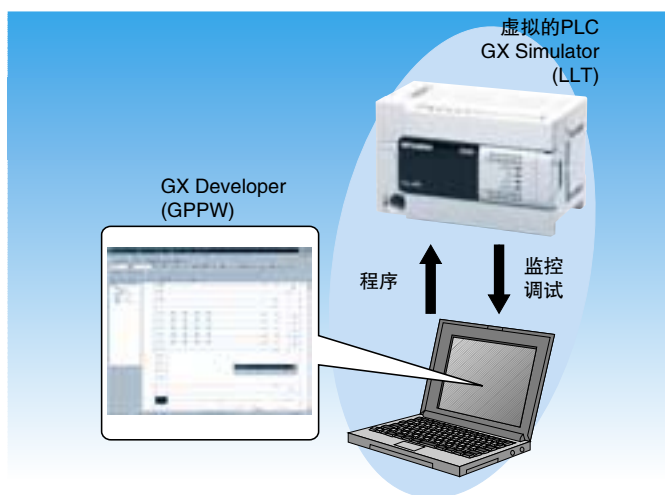 虚拟的PLC
GX Simulator
(LLT)
GX Developer
(GPPW)
程序
监控
调试